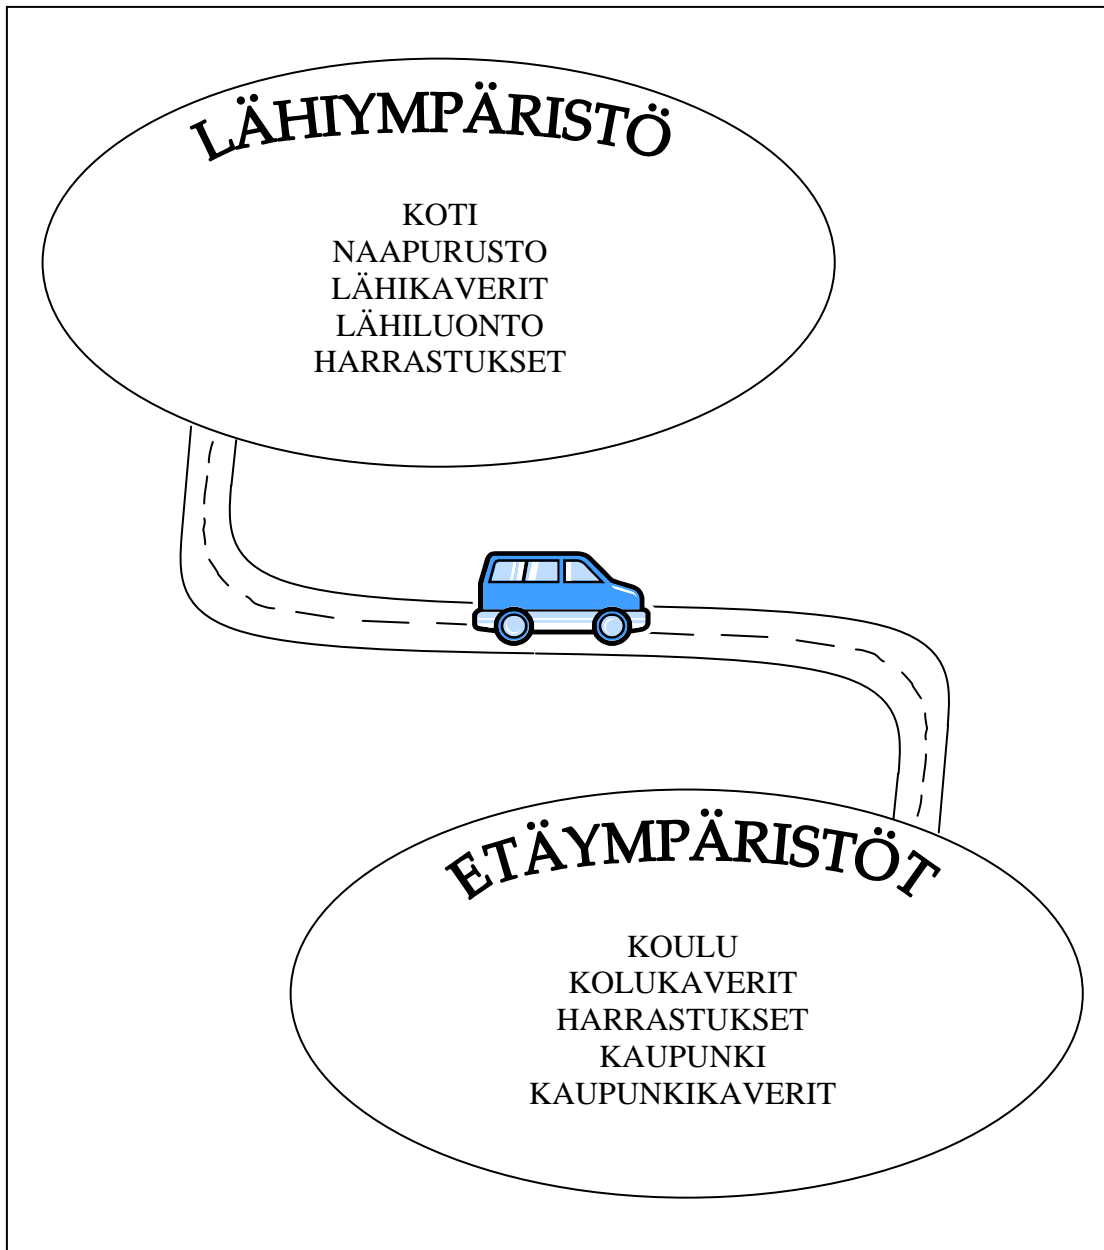 LÄHIYMPÄRISTÖ
KOTI
NAAPURUSTO
LÄHIKAVERIT
LÄHILUONTO
HARRASTUKSET
ETÄYMPÄRISTÖT
KOULU
KOLUKAVERIT
HARRASTUKSET
KAUPUNKI
KAUPUNKIKAVERIT